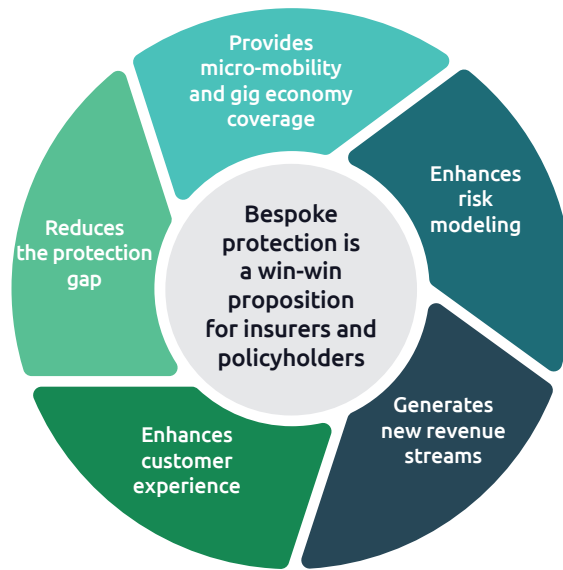 Provides
micro-mobility
and gig economy
coverage
Enhances
risk
modeling
Generates
new revenue
streams
Enhances
customer
experience
Reduces
the protection
gap
Bespoke
protection is
a win-win
proposition
for insurers and
policyholders